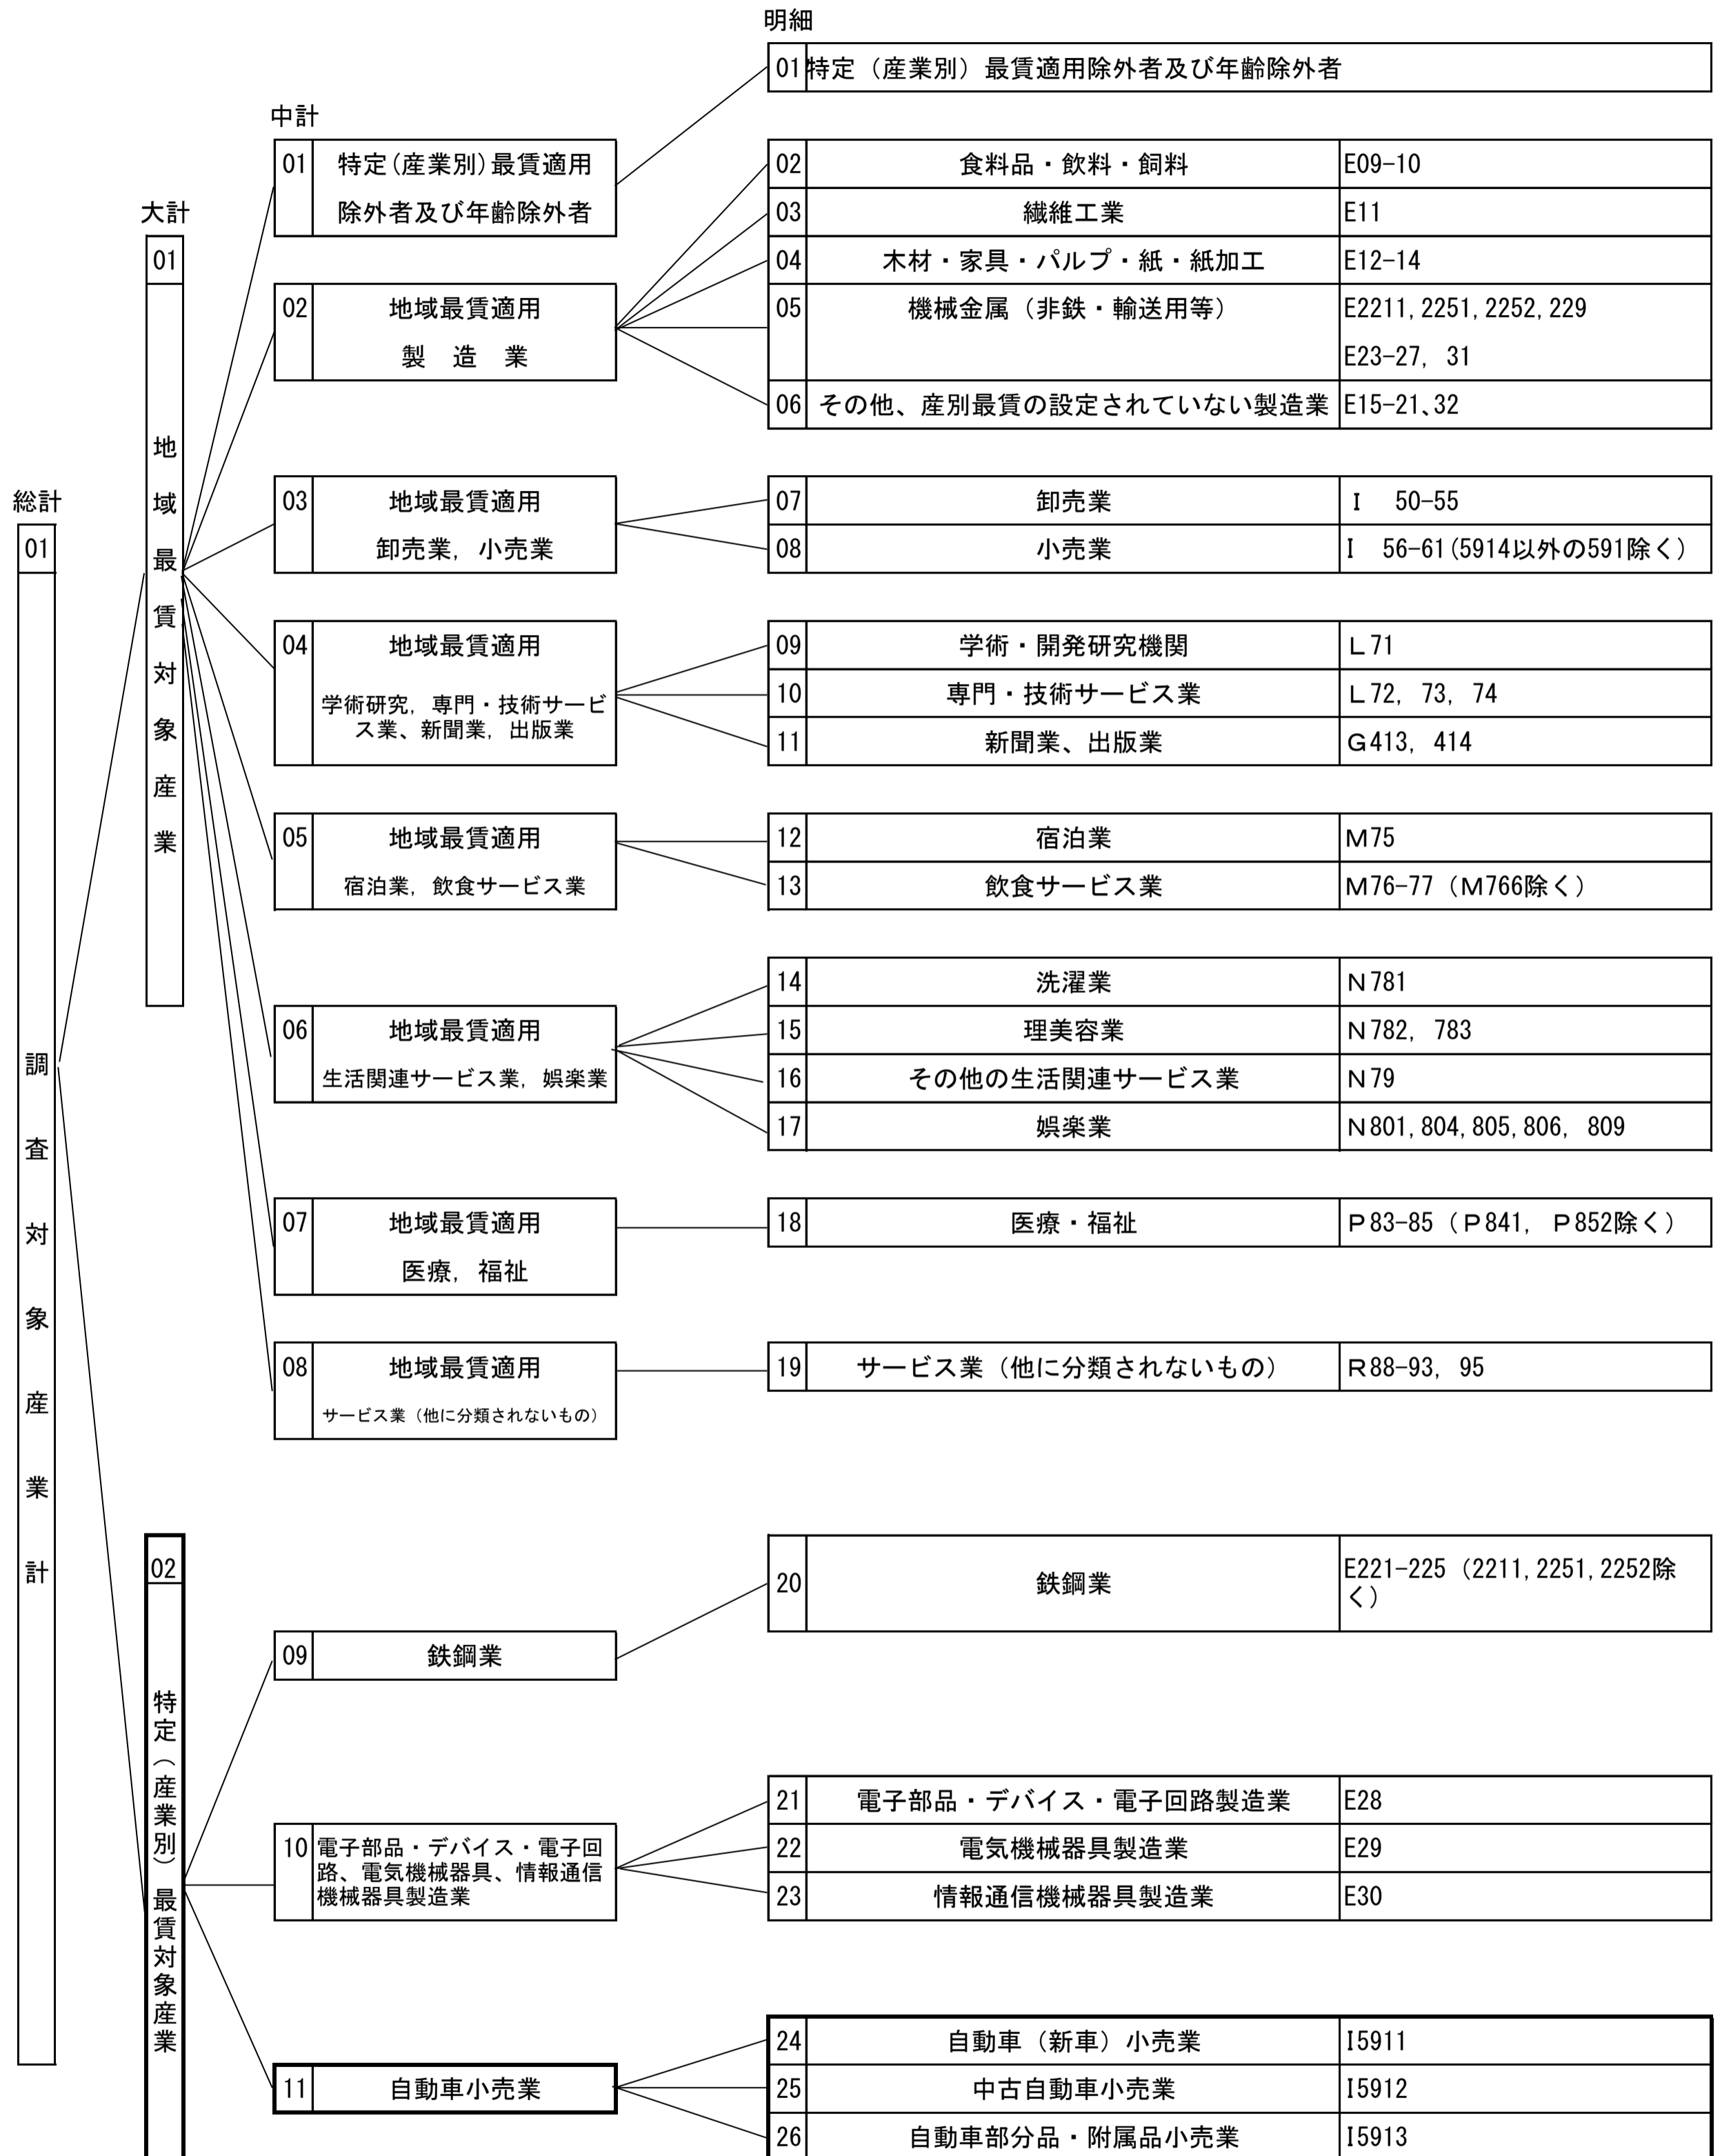 明細
01 特定（産業別）最賃適用除外者及び年齢除外者
中計
01 特定(産業別)最賃適用
除外者及び年齢除外者
02 食料品・飲料・飼料 E09-10
03 繊維工業 E11
04 木材・家具・パルプ・紙・紙加工 E12-14
大計
01
地域最賃対象産業
02 地域最賃適用
製　造　業
05 機械金属（非鉄・輸送用等） E2211,2251,2252,229
E23-27, 31
06 その他、産別最賃の設定されていない製造業 E15-21、32
総計
01
調査対象産業計
03 地域最賃適用
卸売業, 小売業
07 卸売業 I　50-55
08 小売業 I　56-61(5914以外の591除く)
04 地域最賃適用
学術研究, 専門・技術サービ
ス業、新聞業, 出版業
09 学術・開発研究機関 L71
10 専門・技術サービス業 L72, 73, 74
11 新聞業、出版業 G413, 414
05 地域最賃適用
宿泊業, 飲食サービス業
12 宿泊業 M75
13 飲食サービス業 M76-77（M766除く）
06 地域最賃適用
生活関連サービス業, 娯楽業
14 洗濯業 N781
15 理美容業 N782, 783
16 その他の生活関連サービス業 N79
17 娯楽業 N801,804,805,806, 809
07 地域最賃適用
医療, 福祉
18 医療・福祉 P83-85（P841, P852除く）
08 地域最賃適用
サービス業（他に分類されないもの）
19 サービス業（他に分類されないもの） R88-93, 95
02
特定（産業別）最賃対象産業
09 鉄鋼業
20 鉄鋼業 E221-225（2211,2251,2252除
く）
10 電子部品・デバイス・電子回
路、電気機械器具、情報通信
機械器具製造業
21 電子部品・デバイス・電子回路製造業 E28
22 電気機械器具製造業 E29
23 情報通信機械器具製造業 E30
11 自動車小売業
24 自動車（新車）小売業 I5911
25 中古自動車小売業 I5912
26 自動車部分品・附属品小売業 I5913